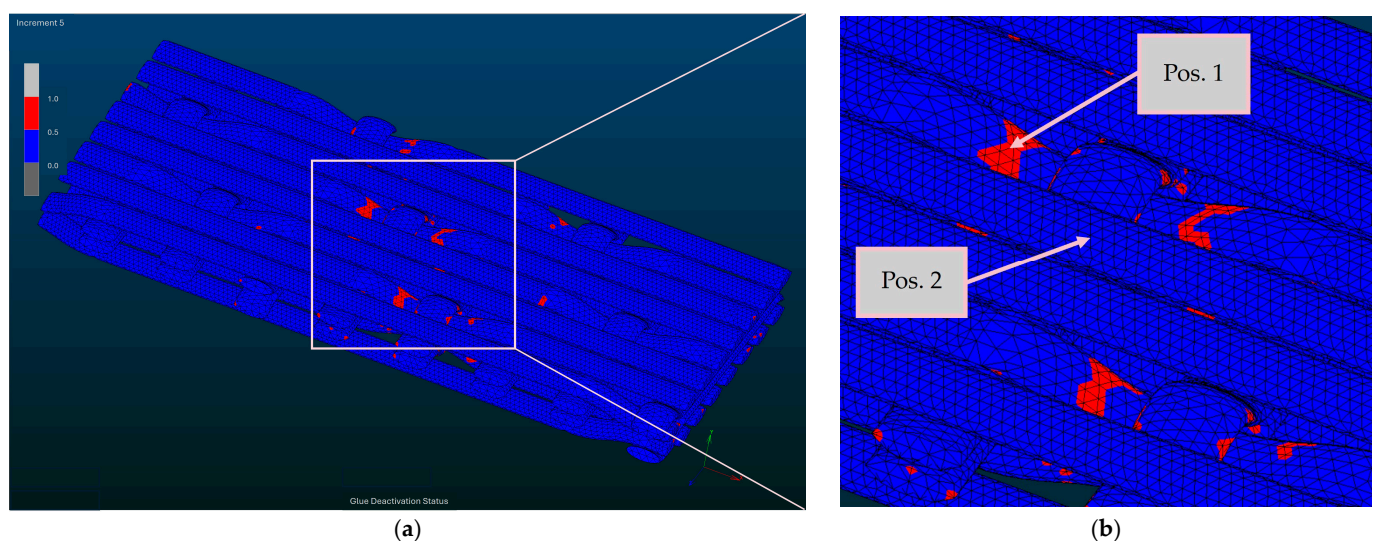 Increment 5
1.0
0.5
0.0
Glue Deactivation Status
Pos. 1
Pos. 2
(a)
(b)